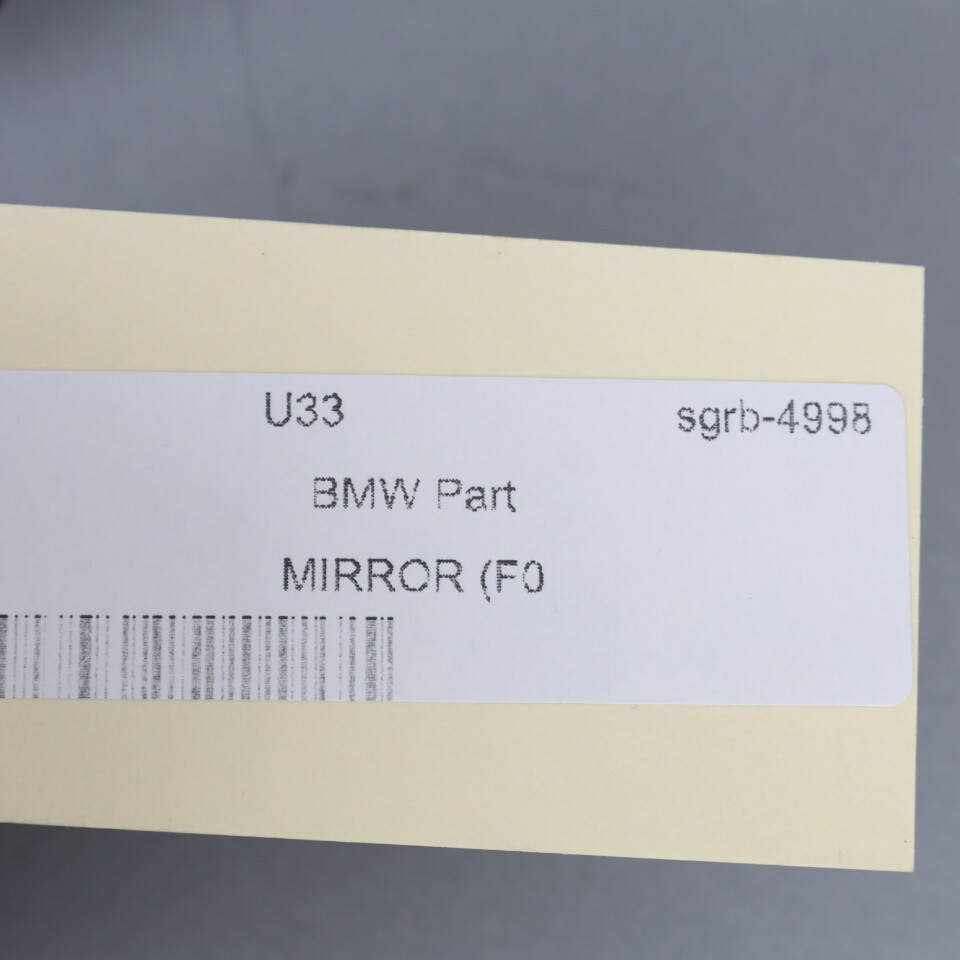 U33 sgrb-4998
BMW Part
MIRROR (F0